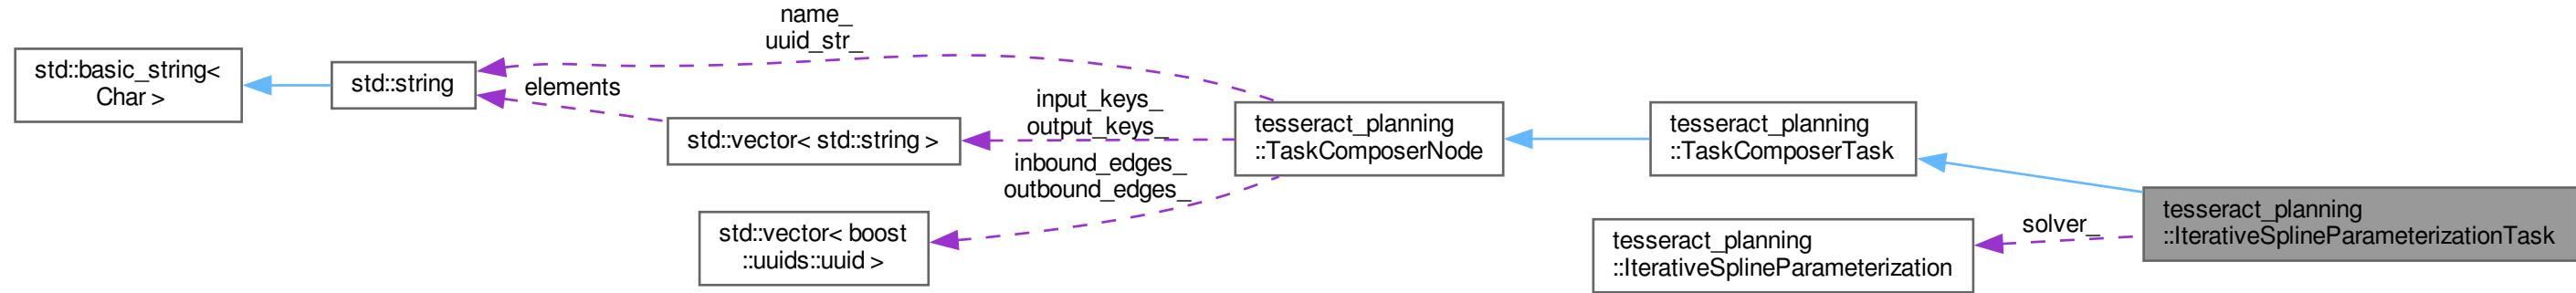 name_
uuid_str_
std::basic_string<
Char >
std::string
elements
std::vector< std::string >
input_keys_
output_keys_
inbound_edges_
outbound_edges_
std::vector< boost
::uuids::uuid >
tesseract_planning
::TaskComposerNode
tesseract_planning
::TaskComposerTask
tesseract_planning
::IterativeSplineParameterization
solver_
tesseract_planning
::IterativeSplineParameterizationTask